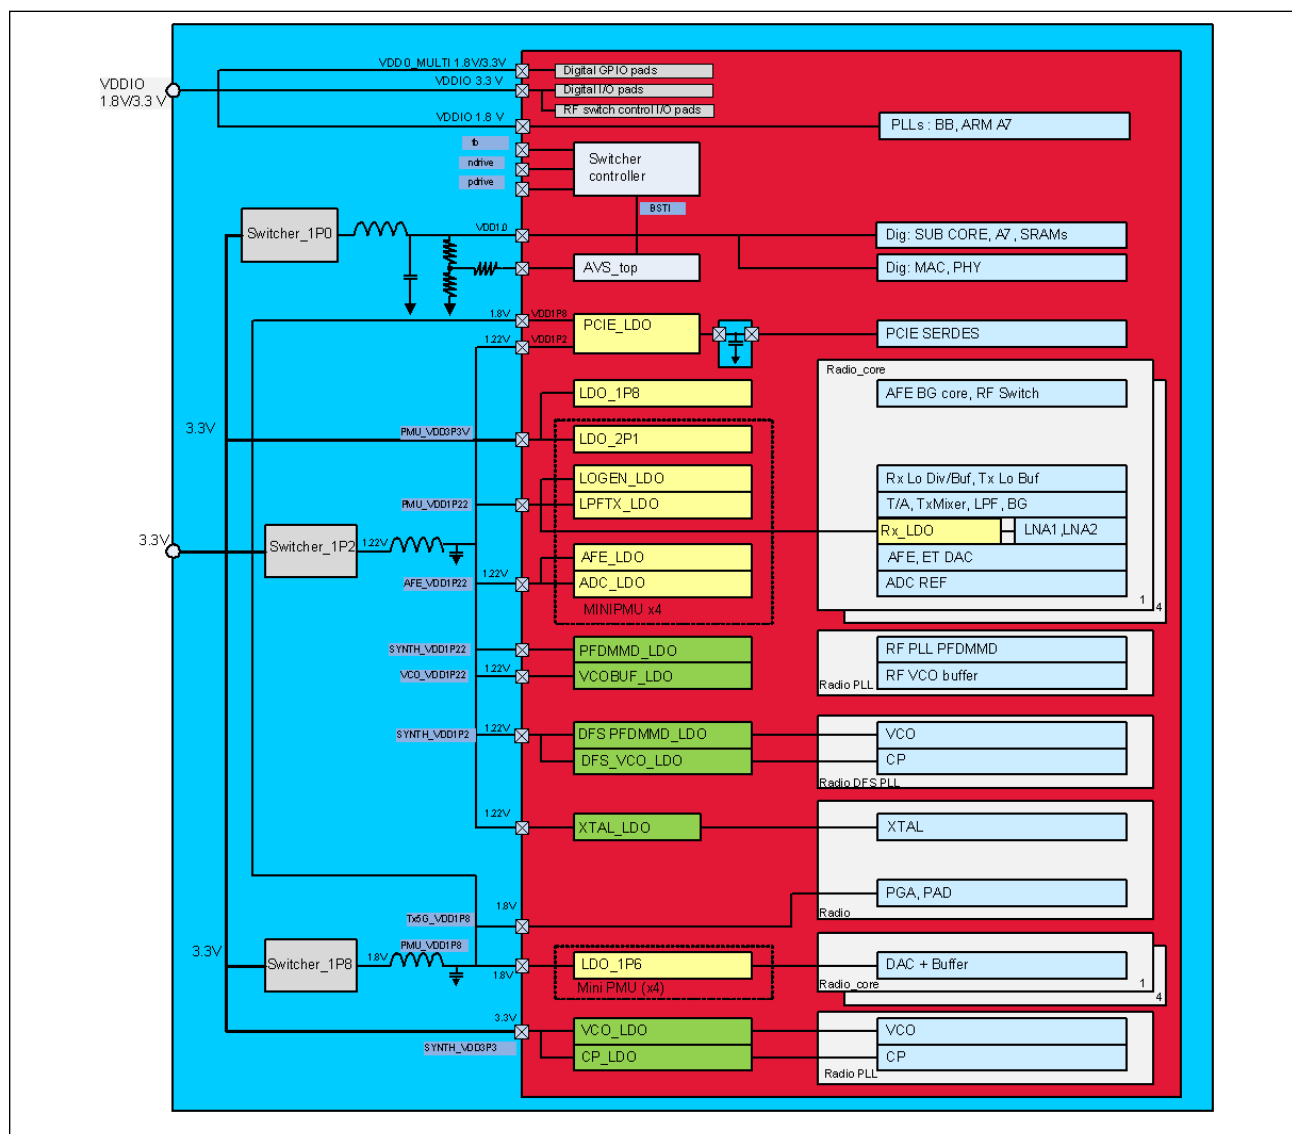 VDDO_MULTI 1.8V/3.3V
Digital GPIO pads
VDDIO
1.8V/3.3 V
VDDIO 3.3 V
Digital I/O pads
RF switch control I/O pads
VDDIO 1.8 V
PLLs : BB, ARM A7
fb
ndrive
pdrive
Switcher
controller
BSTI
Switcher_1P0
VDD1.0
Dig: SUB CORE, A7, SRAMs
AVS_top
Dig: MAC, PHY
1.8V
VDD1P8
PCIE_LDO
1.22V
VDD1P2
PCIE SERDES
Radio_core
LDO_1P8
AFE BG core, RF Switch
3.3V
PMU_VDD3P3V
LDO_2P1
LOGEN_LDO
Rx Lo Div/Buf, Tx Lo Buf
PMU_VDD1P22
LPFTX_LDO
T/A, TxMixer, LPF, BG
Rx_LDO
LNA1,LNA2
3.3V
Switcher_1P2
1.22V
AFE_LDO
AFE, ET DAC
AFE_VDD1P22
1.22V
ADC_LDO
ADC REF
MINIPMU x4
1
4
SYNTH_VDD1P22
PFDMMD_LDO
RF PLL PFDMMD
VCO_VDD1P22
1.22V
VCOBUF_LDO
RF VCO buffer
Radio PLL
SYNTH_VDD1P2
1.22V
DFS PFDMMD_LDO
VCO
DFS_VCO_LDO
CP
Radio DFS PLL
1.22V
XTAL_LDO
XTAL
PGA, PAD
Radio
1.8V
Tx5G_VDD1P8
3.3V
PMU_VDD1P8
Switcher_1P8
1.8V
1.8V
LDO_1P6
DAC + Buffer
Mini PMU (x4)
Radio_core
1
4
3.3V
SYNTH_VDD3P3
VCO_LDO
VCO
CP_LDO
CP
Radio PLL